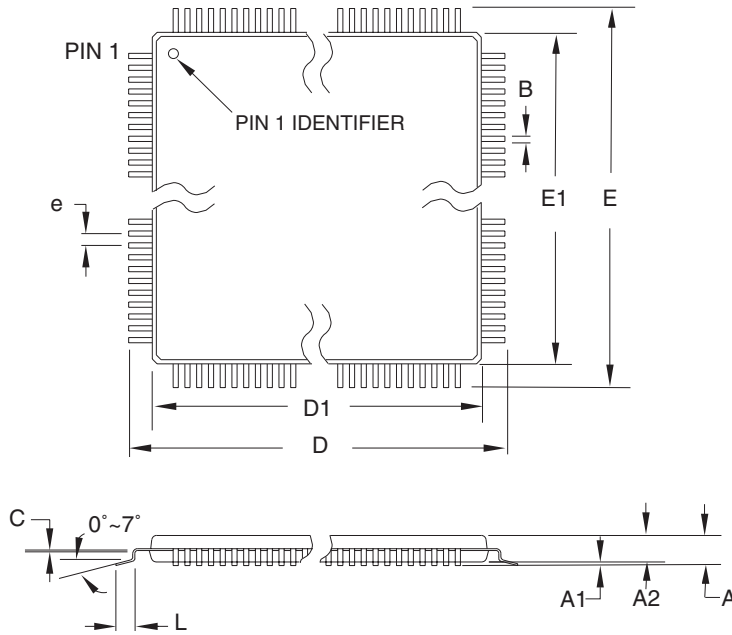 PIN 1
PIN 1 IDENTIFIER
B
e
E1
E
D1
D
C
0°~7°
L
A1
A2
A